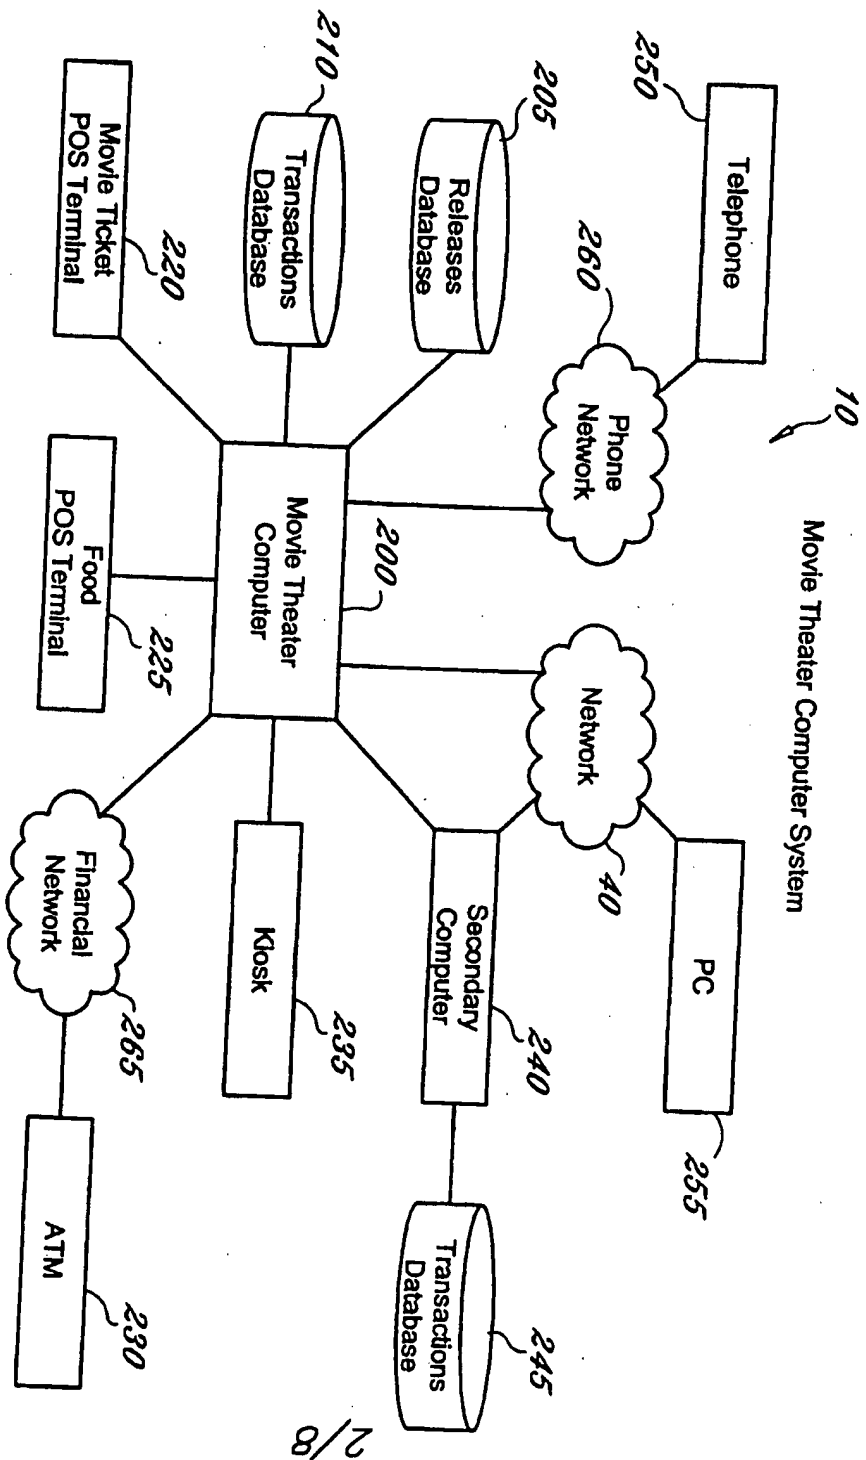 Movie Theater Computer System
10
250
Telephone
260
Phone
Network
Network
40
PC
255
205
Releases
Database
210
Transactions
Database
200
Movie Theater
Computer
Secondary
Computer
240
Transactions
Database
245
Movie Ticket
POS Terminal
220
Food
POS Terminal
225
Kiosk
235
Financial
Network
265
ATM
230
2/8